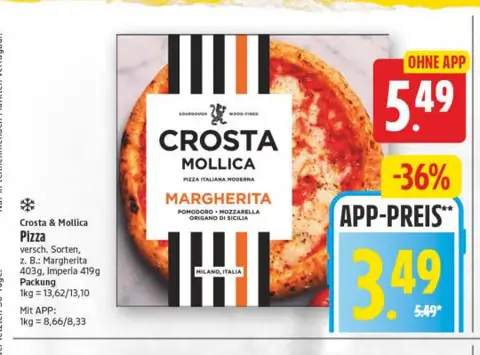 OHNE APP
5.49
-36%
APP-PREIS**
3.49
5.49*
SOURDOUGH WOOD-FIRED
CROSTA
MOLLICA
PIZZA ITALIANA MODERNA
MARGHERITA
POMODORO • MOZZARELLA
ORIGANO DI SICILIA
MILANO, ITALIA
Crosta & Mollica
Pizza
versch. Sorten,
z. B.: Margherita
403g, Imperia 419g
Packung
1kg = 13,62/13,10
Mit APP:
1kg = 8,66/8,33